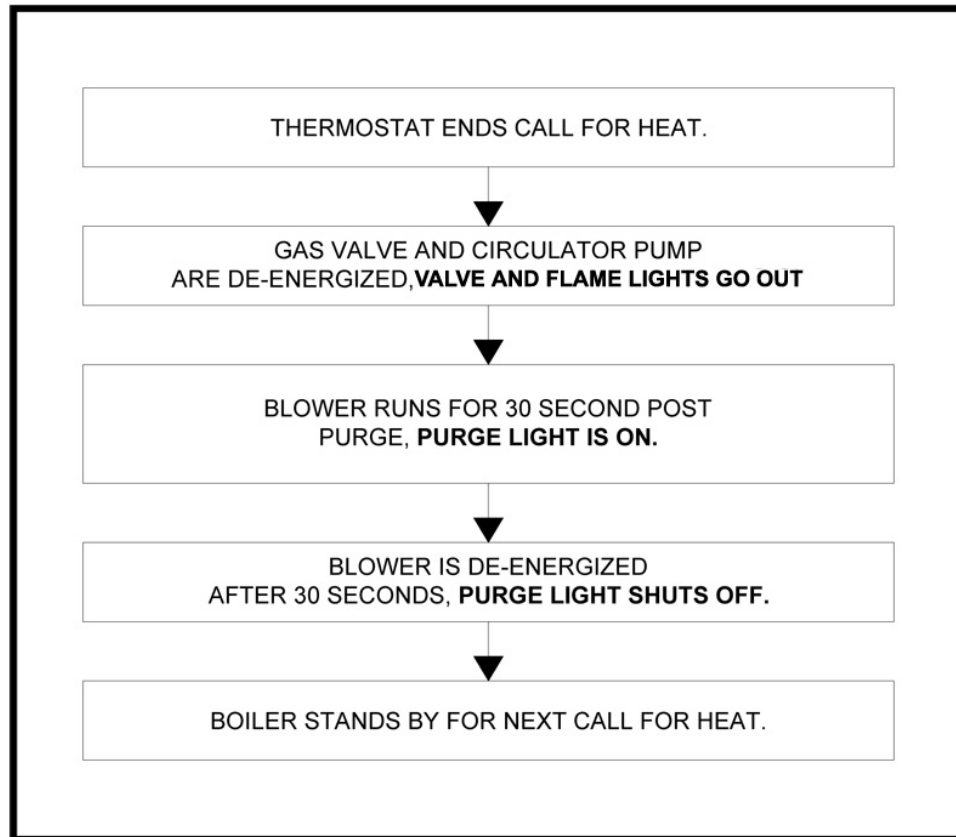 THERMOSTAT ENDS CALL FOR HEAT.
GAS VALVE AND CIRCULATOR PUMP
ARE DE-ENERGIZED,VALVE AND FLAME LIGHTS GO OUT
BLOWER RUNS FOR 30 SECOND POST
PURGE, PURGE LIGHT IS ON.
BLOWER IS DE-ENERGIZED
AFTER 30 SECONDS, PURGE LIGHT SHUTS OFF.
BOILER STANDS BY FOR NEXT CALL FOR HEAT.